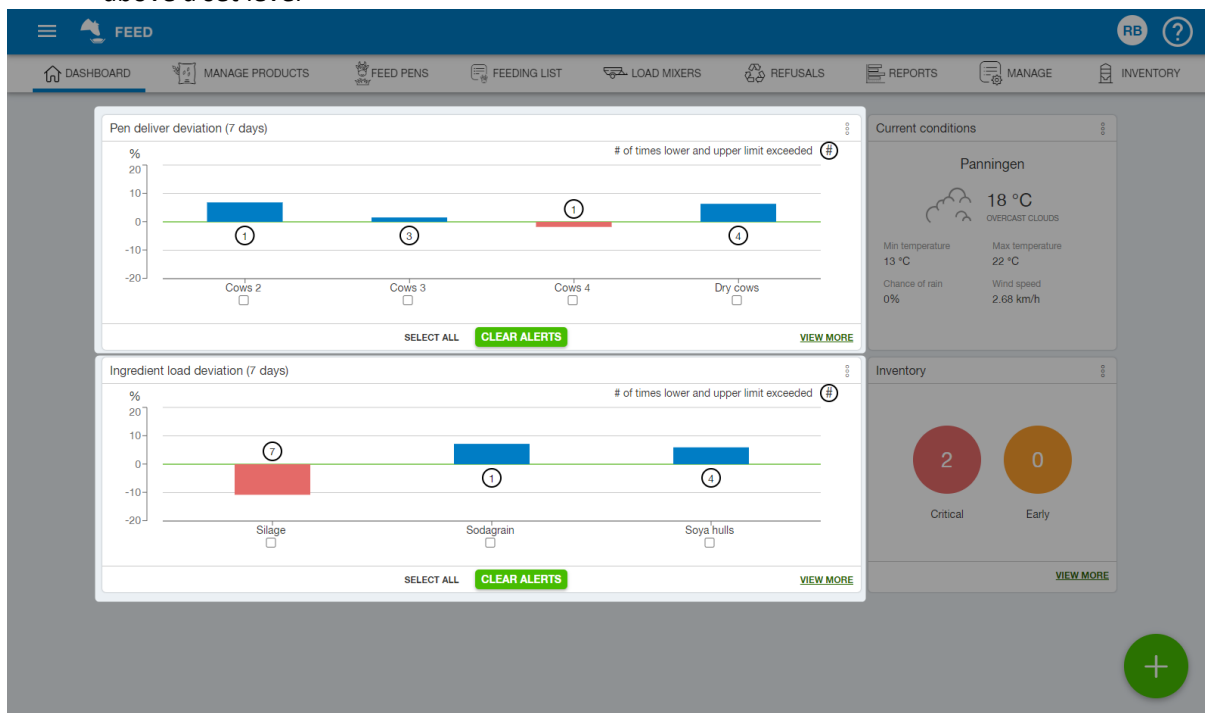 FEED
RB ?
DASHBOARD MANAGE PRODUCTS FEED PENS FEEDING LIST LOAD MIXERS REFUSALS REPORTS MANAGE INVENTORY
Pen deliver deviation (7 days)
# of times lower and upper limit exceeded #
%
20
10
0
-10
-20
1
3
1
4
Cows 2 Cows 3 Cows 4 Dry cows
SELECT ALL CLEAR ALERTS VIEW MORE
Current conditions
Panningen
18 °C
OVERCAST CLOUDS
Min temperature Max temperature
13 °C 22 °C
Chance of rain Wind speed
0% 2.68 km/h
Ingredient load deviation (7 days)
# of times lower and upper limit exceeded #
%
20
10
0
-10
-20
7
1
4
Silage Sodagrain Soya hulls
SELECT ALL CLEAR ALERTS VIEW MORE
Inventory
2 0
Critical Early
VIEW MORE
+